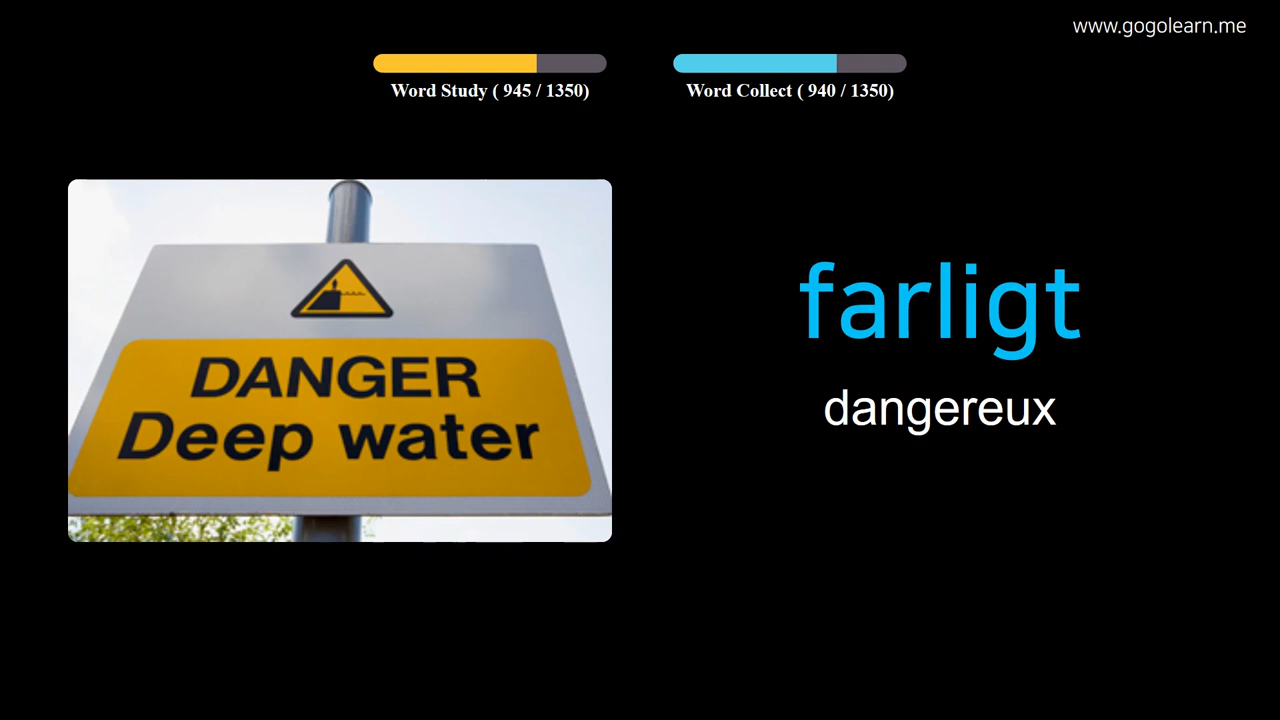 www.gogolearn.me
Word Study ( 945 / 1350)
Word Collect ( 940 / 1350)
DANGER
Deep water
farligt
dangereux